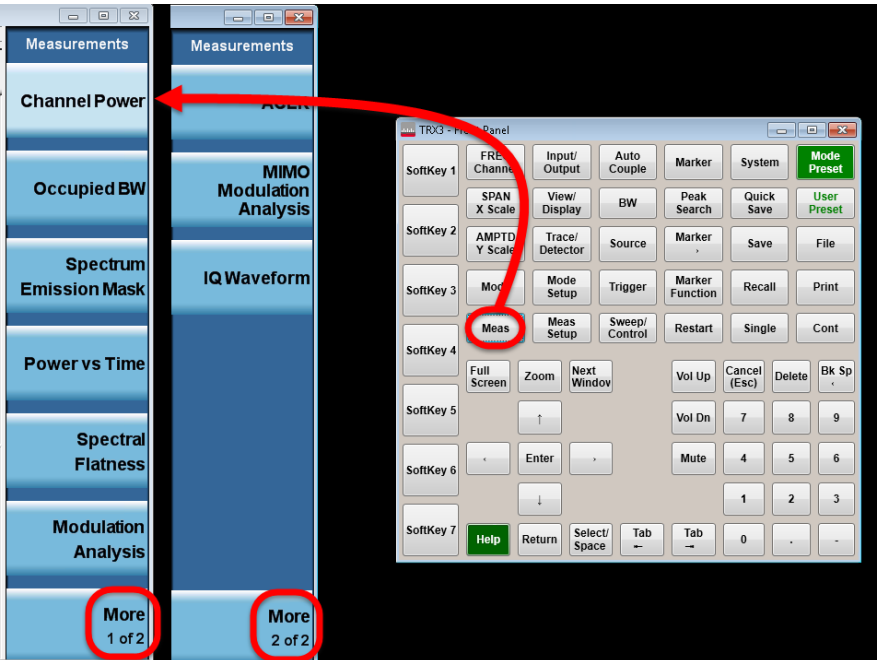 Measurements
Channel Power
Occupied BW
Spectrum
Emission Mask
Power vs Time
Spectral
Flatness
Modulation
Analysis
More
1 of 2
Measurements
MIMO
Modulation
Analysis
IQ Waveform
More
2 of 2
TRX3 - Panel
SoftKey 1
Channel
Input/
Output
Auto
Couple
Marker
System
Mode
Preset
SPAN
X Scale
View/
Display
BW
Peak
Search
Quick
Save
User
Preset
SoftKey 2
AMPTD
Y Scale
Trace/
Detector
Source
Marker
›
Save
File
SoftKey 3
Mode
Mode
Setup
Trigger
Marker
Function
Recall
Print
Meas
Meas
Setup
Sweep/
Control
Restart
Single
Cont
SoftKey 4
Full
Screen
Zoom
Next
Windov
Vol Up
Cancel
(Esc)
Delete
Bk Sp
‹
SoftKey 5
↑
Vol Dn
7
8
9
SoftKey 6
‹
Enter
›
Mute
4
5
6
↓
1
2
3
SoftKey 7
Help
Return
Select/
Space
Tab
←
Tab
→
0
.
-